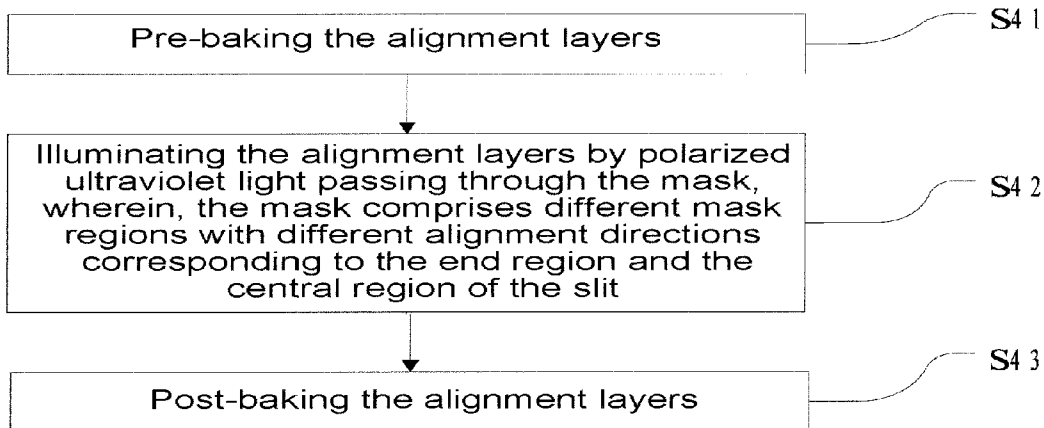 Pre-baking the alignment layers
S41
Illuminating the alignment layers by polarized
ultraviolet light passing through the mask,
wherein, the mask comprises different mask
regions with different alignment directions
corresponding to the end region and the
central region of the slit
S42
Post-baking the alignment layers
S43